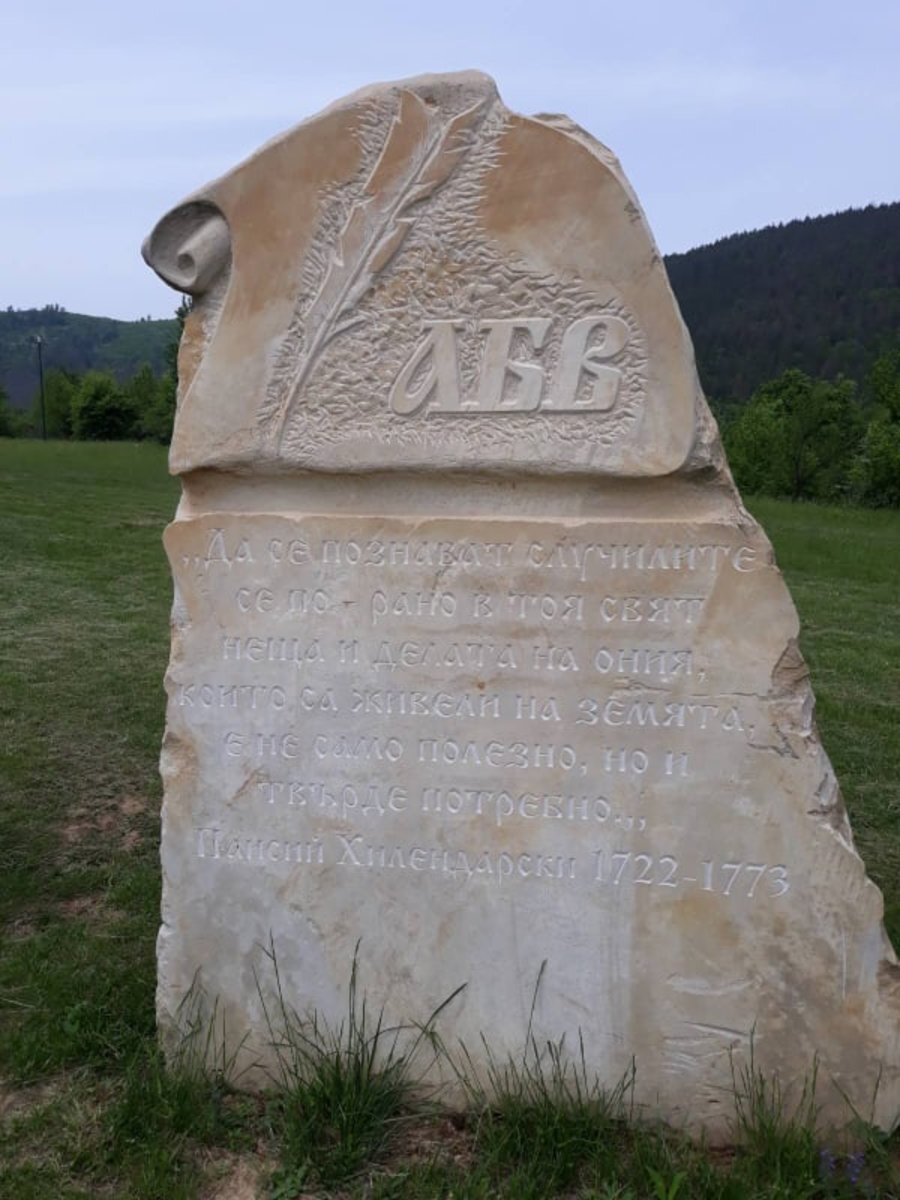 АБВ
„Да се познават случилите
се по - рано в тоя свят
неща и делата на ония,
които са живели на земята,
е не само полезно, но и
твърде потребно.„
Паисий Хилендарски 1722-1773